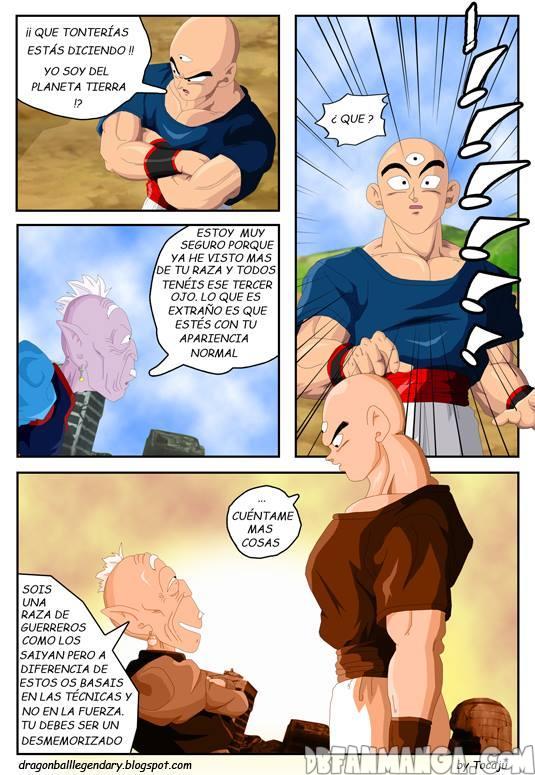 ¡¡ QUE TONTERÍAS
ESTÁS DICIENDO !!
YO SOY DEL
PLANETA TIERRA
!?
¿ QUE ?
ESTOY MUY
SEGURO PORQUE
YA HE VISTO MAS
DE TU RAZA Y TODOS
TENÉIS ESE TERCER
OJO. LO QUE ES
EXTRAÑO ES QUE
ESTÉS CON TU
APARIENCIA
NORMAL
...
CUÉNTAME
MAS
COSAS
SOIS
UNA
RAZA DE
GUERREROS
COMO LOS
SAIYAN PERO A
DIFERENCIA DE
ESTOS OS BASAIS
EN LAS TÉCNICAS Y
NO EN LA FUERZA.
TU DEBES SER UN
DESMEMORIZADO
dragonballlegendary.blogspot.com
by Tocajú
DBFANMANGA.COM